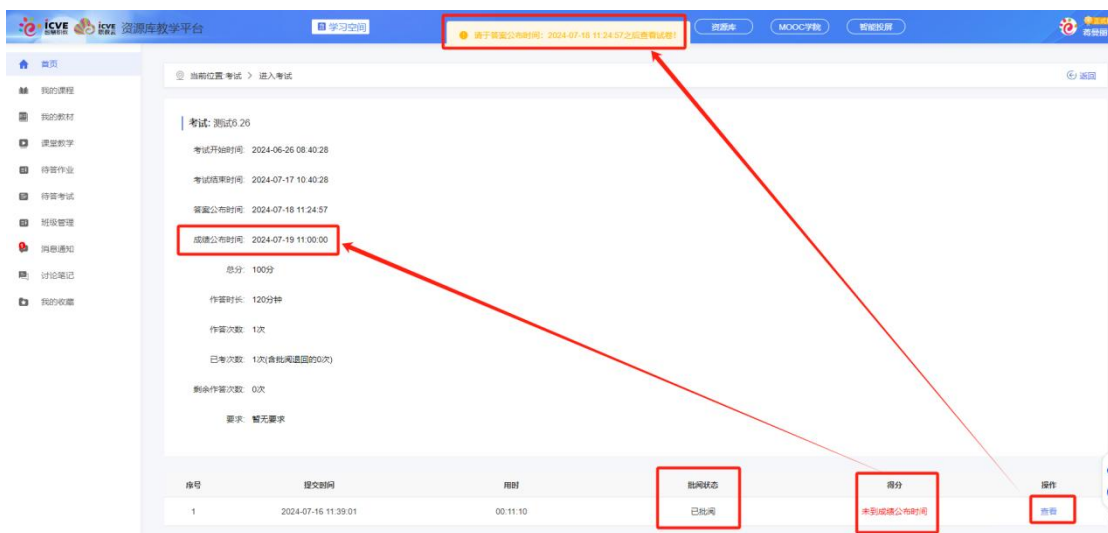 icve 智慧职教 icve 资源库教学平台
学习空间
请于答案公布时间：2024-07-18 11:24:57之后查看试卷！
资源库
MOOC学院
智能投屏
首页
我的课程
我的教材
课堂教学
待答作业
待答考试
班级管理
消息通知
讨论笔记
我的收藏
当前位置:考试 > 进入考试
返回
考试: 测试6.26
考试开始时间: 2024-06-26 08:40:28
考试结束时间: 2024-07-17 10:40:28
答案公布时间: 2024-07-18 11:24:57
成绩公布时间: 2024-07-19 11:00:00
总分: 100分
作答时长: 120分钟
作答次数: 1次
已考次数: 1次(含批阅退回的0次)
剩余作答次数: 0次
要求: 暂无要求
序号 提交时间 用时 批阅状态 得分 操作
1 2024-07-16 11:39:01 00:11:10 已批阅 未到成绩公布时间 查看